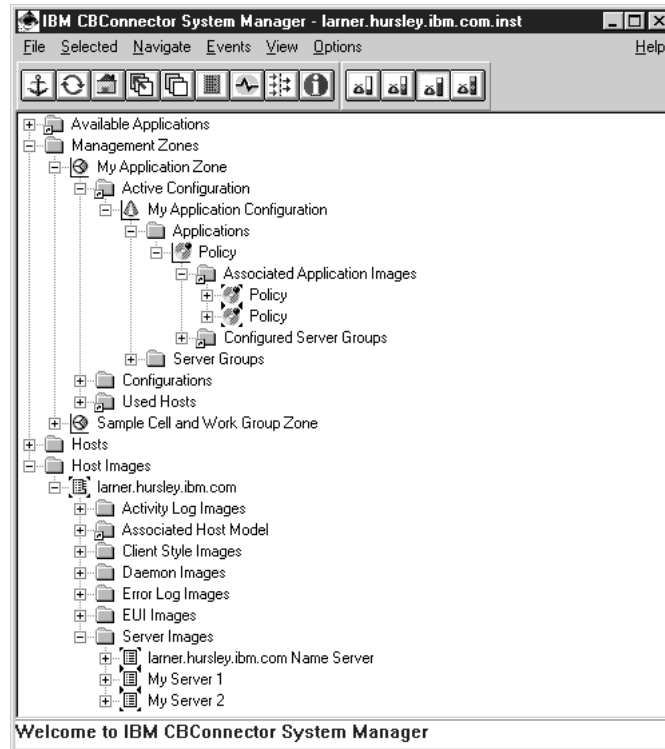 IBM CBConnector System Manager - larner.hursley.ibm.com.inst
File Selected Navigate Events View Options Help
Available Applications
Management Zones
My Application Zone
Active Configuration
My Application Configuration
Applications
Policy
Associated Application Images
Policy
Policy
Configured Server Groups
Server Groups
Configurations
Used Hosts
Sample Cell and Work Group Zone
Hosts
Host Images
larner.hursley.ibm.com
Activity Log Images
Associated Host Model
Client Style Images
Daemon Images
Error Log Images
EUI Images
Server Images
larner.hursley.ibm.com Name Server
My Server 1
My Server 2
Welcome to IBM CBConnector System Manager